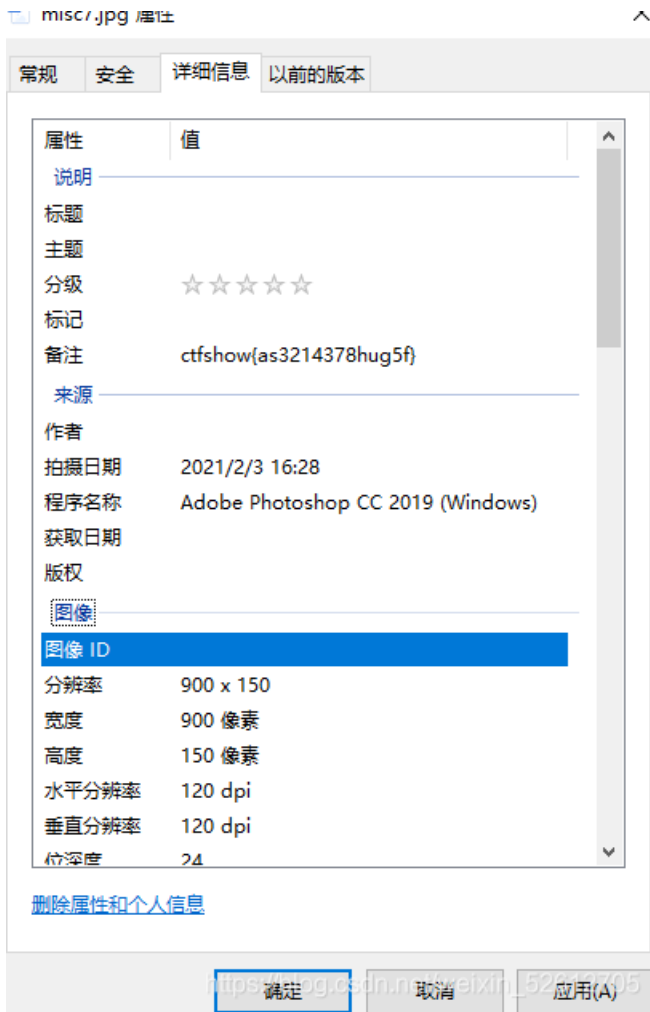 misc7.jpg 属性
常规 安全 详细信息 以前的版本
属性 值
说明
标题
主题
分级 ☆☆☆☆☆
标记
备注 ctfshow{as3214378hug5f}
来源
作者
拍摄日期 2021/2/3 16:28
程序名称 Adobe Photoshop CC 2019 (Windows)
获取日期
版权
图像
图像 ID
分辨率 900 x 150
宽度 900 像素
高度 150 像素
水平分辨率 120 dpi
垂直分辨率 120 dpi
位深度 24
删除属性和个人信息
确定 取消 应用(A)